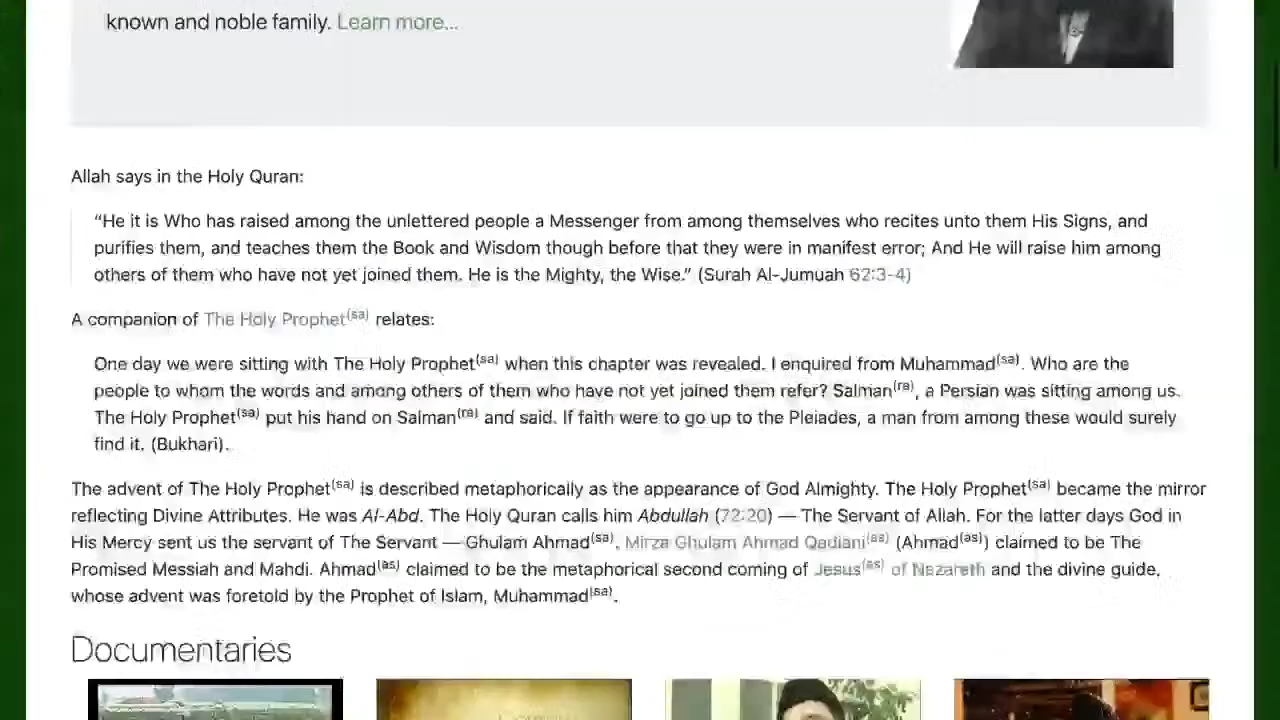 known and noble family. Learn more...
Allah says in the Holy Quran:
“He it is Who has raised among the unlettered people a Messenger from among themselves who recites unto them His Signs, and
purifies them, and teaches them the Book and Wisdom though before that they were in manifest error; And He will raise him among
others of them who have not yet joined them. He is the Mighty, the Wise.” (Surah Al-Jumuah 62:3-4)
A companion of The Holy Prophet(sa) relates:
One day we were sitting with The Holy Prophet(sa) when this chapter was revealed. I enquired from Muhammad(sa). Who are the
people to whom the words and among others of them who have not yet joined them refer? Salman(ra), a Persian was sitting among us.
The Holy Prophet(sa) put his hand on Salman(ra) and said. If faith were to go up to the Pleiades, a man from among these would surely
find it. (Bukhari).
The advent of The Holy Prophet(sa) is described metaphorically as the appearance of God Almighty. The Holy Prophet(sa) became the mirror
reflecting Divine Attributes. He was Al-Abd. The Holy Quran calls him Abdullah (72:20) — The Servant of Allah. For the latter days God in
His Mercy sent us the servant of The Servant — Ghulam Ahmad(sa). Mirza Ghulam Ahmad Qadiani(as) (Ahmad(as)) claimed to be The
Promised Messiah and Mahdi. Ahmad(as) claimed to be the metaphorical second coming of Jesus(as) of Nazareth and the divine guide,
whose advent was foretold by the Prophet of Islam, Muhammad(sa).
Documentaries